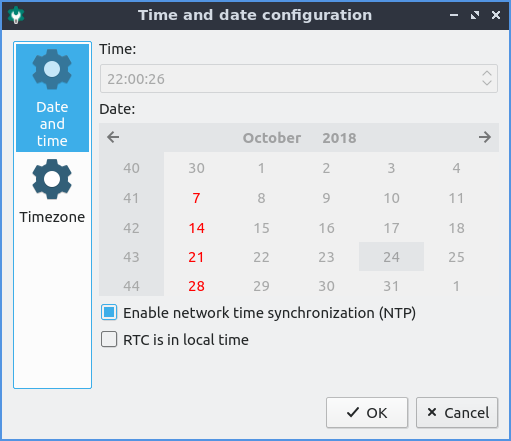 Time and date configuration
Time:
22:00:26
Date:
October 2018
40 30 1 2 3 4
41 7 8 9 10 11
42 14 15 16 17 18
43 21 22 23 24 25
44 28 29 30 31 1
Enable network time synchronization (NTP)
RTC is in local time
Date
and
time
Timezone
OK
Cancel